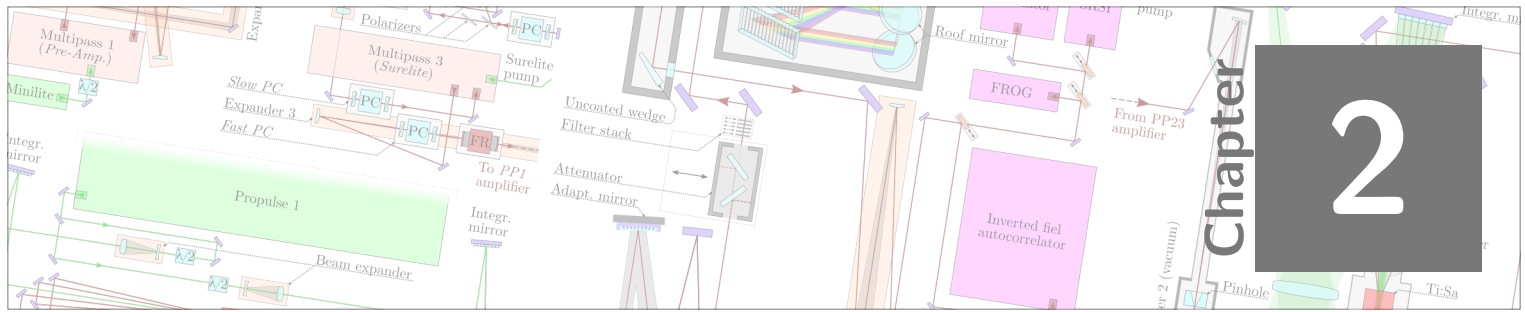 Multipass 1
(Pre-Amp.)
Minilite
λ/2
Polarizers
PC
Multipass 3
(Surelite)
Surelite
pump
Slow PC
Expander 3
Fast PC
PC
PC
FR
To PP1
amplifier
Propulse 1
Integr.
mirror
λ/2
λ/2
Beam expander
Uncoated wedge
Filter stack
Attenuator
Adapt. mirror
Roof mirror
FROG
Inverted fiel
autocorrelator
pump
From PP23
amplifier
(vacuum)
Pinhole
Ti:Sa
Integr.
Chapter
2